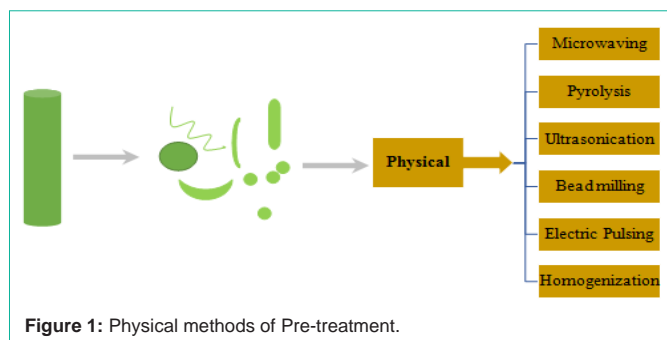 Microwaving
Pyrolysis
Ultrasonication
Physical
Bead milling
Electric Pulsing
Homogenization
Figure 1: Physical methods of Pre-treatment.